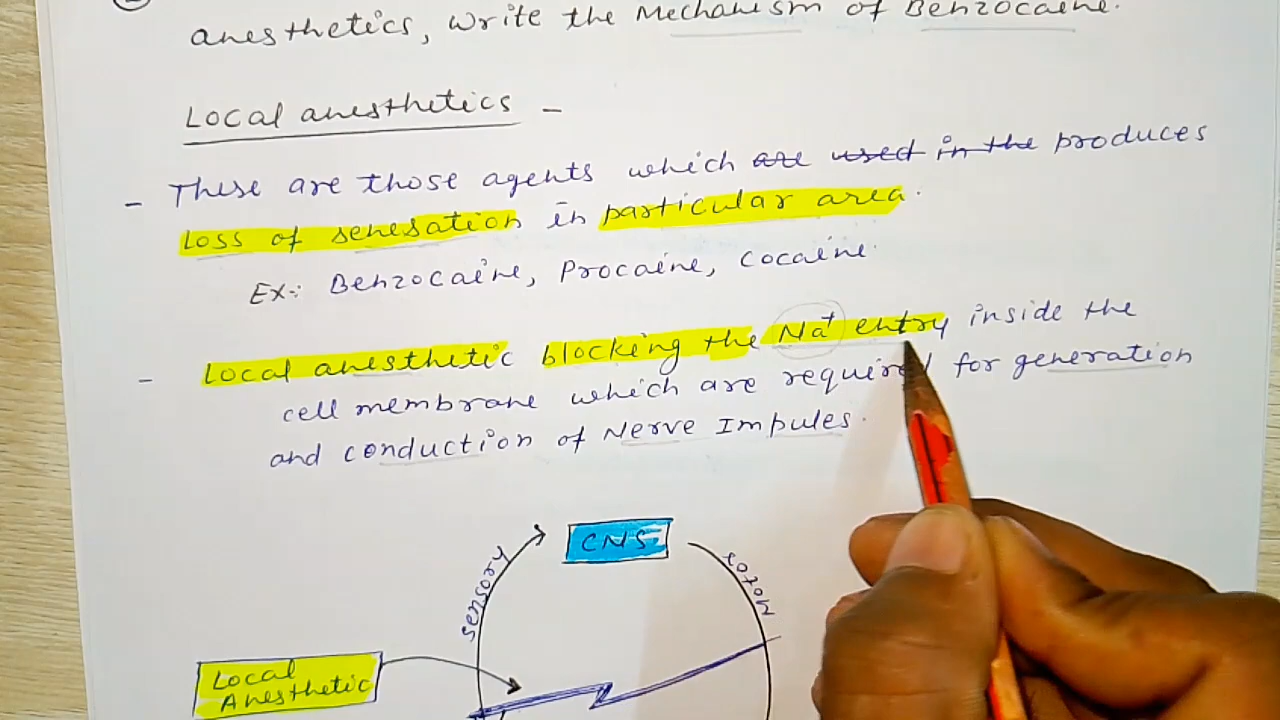 anesthetics, write the Mechanism of Benzocaine.
Local anesthetics -
- These are those agents which are used in the produces
Loss of senesation in particular area.
Ex:- Benzocaine, Procaine, Cocaine.
- Local anesthetic blocking the Na+ entry inside the
cell membrane which are required for generation
and conduction of Nerve Impules.
CNS
Sensory
Motor
Local
Anesthetic